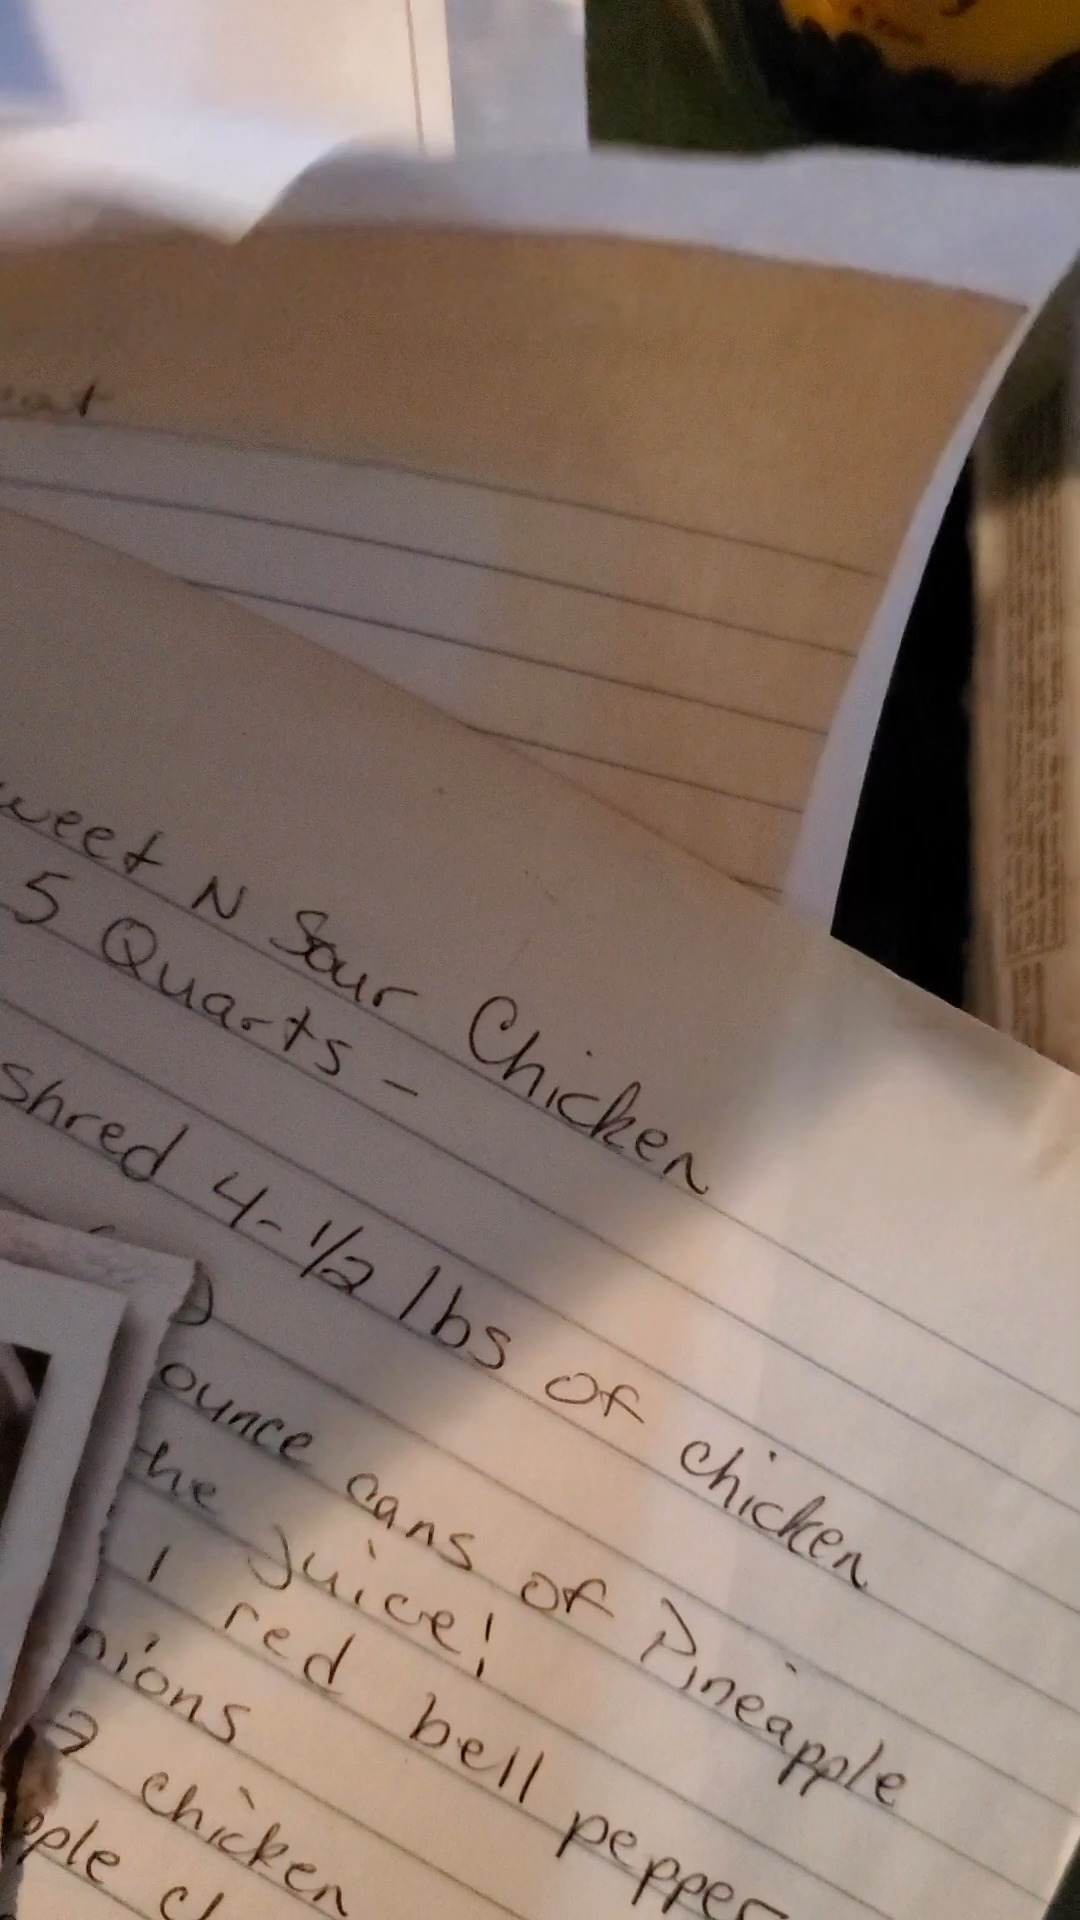 weet N Sour Chicken
5 Quarts -
shred 4-1/2 lbs of chicken
ounce cans of Pineapple
the Juice!
1 red bell pepper
nions
chicken
pple